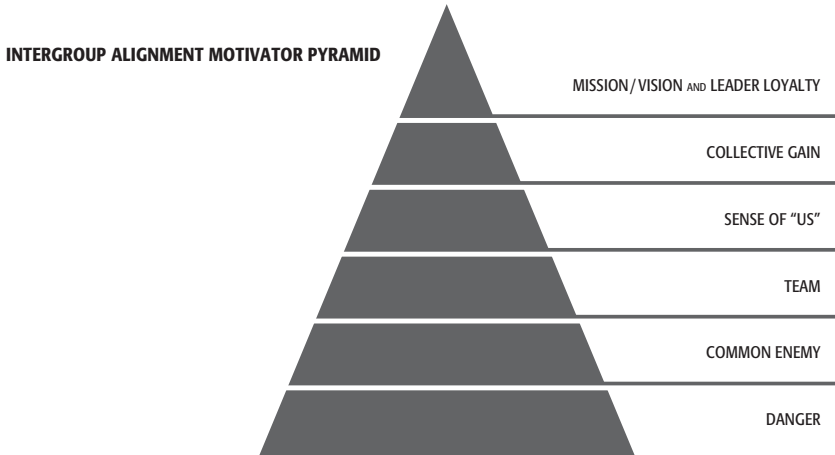 INTERGROUP ALIGNMENT MOTIVATOR PYRAMID
MISSION/VISION AND LEADER LOYALTY
COLLECTIVE GAIN
SENSE OF “US”
TEAM
COMMON ENEMY
DANGER